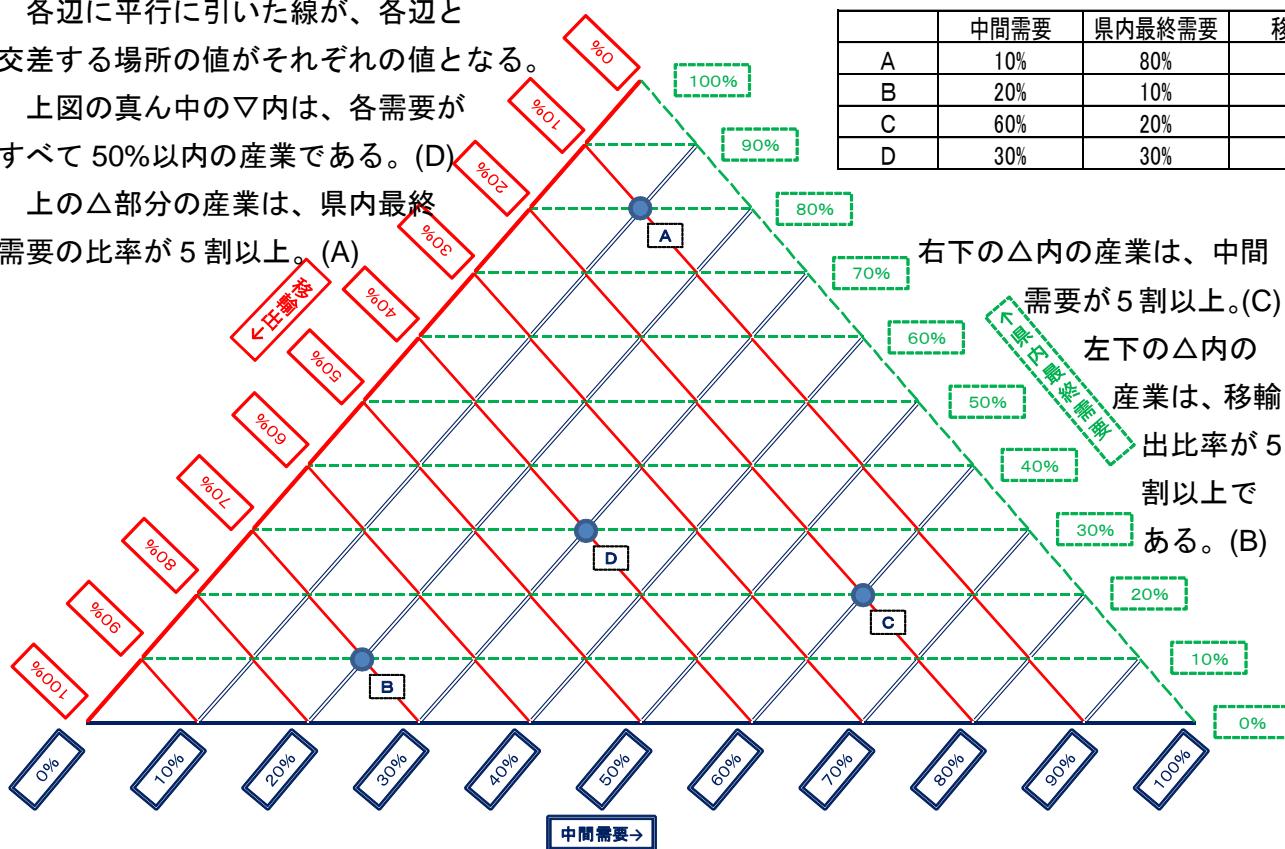 各辺に平行に引いた線が、各辺と
交差する場所の値がそれぞれの値となる。
上図の真ん中の▽内は、各需要が
すべて 50%以内の産業である。(D)
上の△部分の産業は、県内最終
需要の比率が 5 割以上。(A)
中間需要 県内最終需要 移
A 10% 80%
B 20% 10%
C 60% 20%
D 30% 30%
右下の△内の産業は、中間
需要が 5 割以上。(C)
左下の△内の
産業は、移輸
出比率が 5
割以上で
ある。(B)
0%
10%
20%
30%
40%
50%
60%
70%
80%
90%
100%
移輸出→
100%
90%
80%
70%
60%
50%
40%
30%
20%
10%
0%
←県内最終需要
A
D
C
B
0%
10%
20%
30%
40%
50%
60%
70%
80%
90%
100%
中間需要→